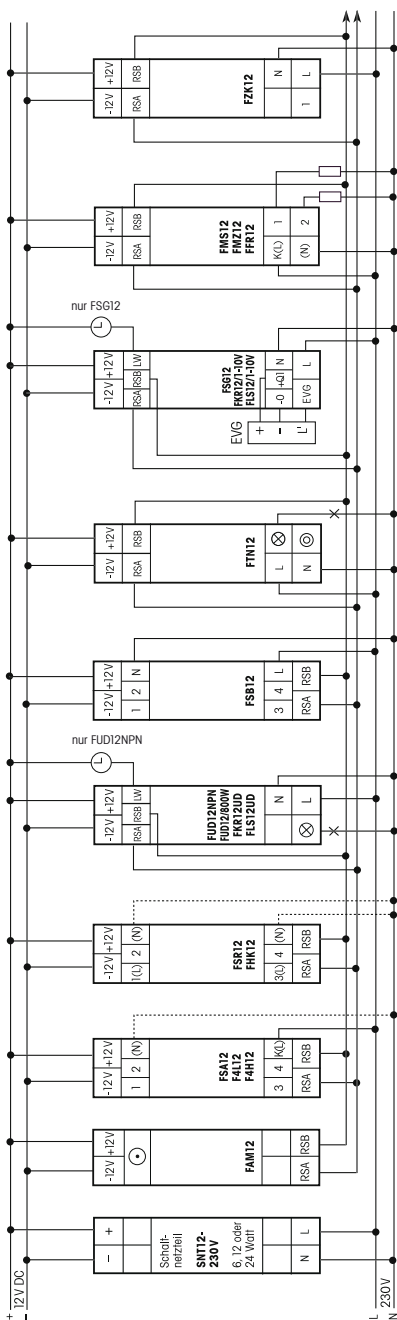 +
12V DC
–
– +
Schalt-
netzteil
SNT12-
230V
6, 12 oder
24 Watt
N L
L
230V
N
-12V +12V
FAM12
RSA RSB
-12V +12V
1 2 (N)
FSA12
F4L12
F4H12
3 4 K(L)
RSA RSB
-12V +12V
1(L) 2 (N)
FSR12
FHK12
3(L) 4 (N)
RSA RSB
nur FUD12NPN
L
-12V +12V
RSA RSB LW
FUD12NPN
FUD12/800W
FKR12UD
FLS12UD
N
L
-12V +12V
1 2 N
FSB12
3 4 L
RSA RSB
-12V +12V
RSA RSB
FTN12
L
N
nur FSG12
L
-12V +12V
RSA RSB LW
FSG12
FKR12/1-10V
FLS12/1-10V
-0 +Q1 N
EVG L
EVG
+
–
L'
-12V +12V
RSA RSB
FMS12
FMZ12
FFR12
K(L) 1
(N) 2
-12V +12V
RSA RSB
FZK12
N
1 L